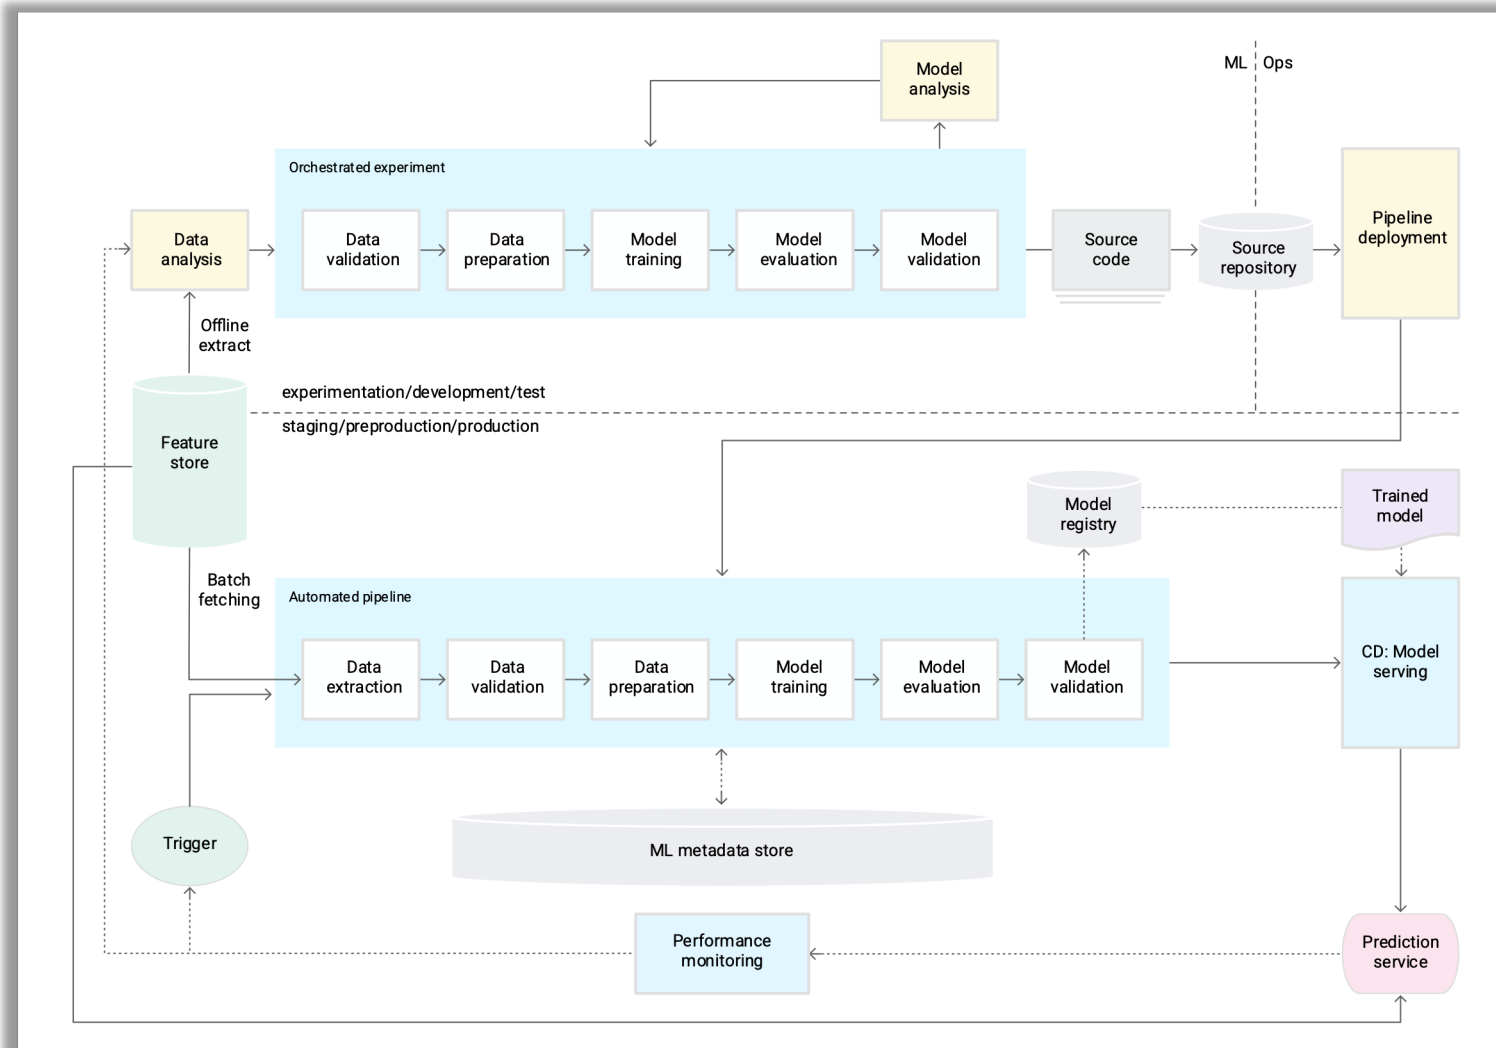 Model
analysis
ML
Ops
Orchestrated experiment
Data
analysis
Data
validation
Data
preparation
Model
training
Model
evaluation
Model
validation
Source
code
Source
repository
Pipeline
deployment
Offline
extract
experimentation/development/test
staging/preproduction/production
Feature
store
Model
registry
Trained
model
Batch
fetching
Automated pipeline
Data
extraction
Data
validation
Data
preparation
Model
training
Model
evaluation
Model
validation
CD: Model
serving
Trigger
ML metadata store
Performance
monitoring
Prediction
service